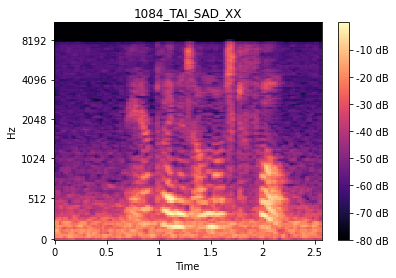 1084_TAI_SAD_XX
8192
4096
2048
1024
512
0
Hz
0 0.5 1 1.5 2 2.5
Time
-10 dB
-20 dB
-30 dB
-40 dB
-50 dB
-60 dB
-70 dB
-80 dB